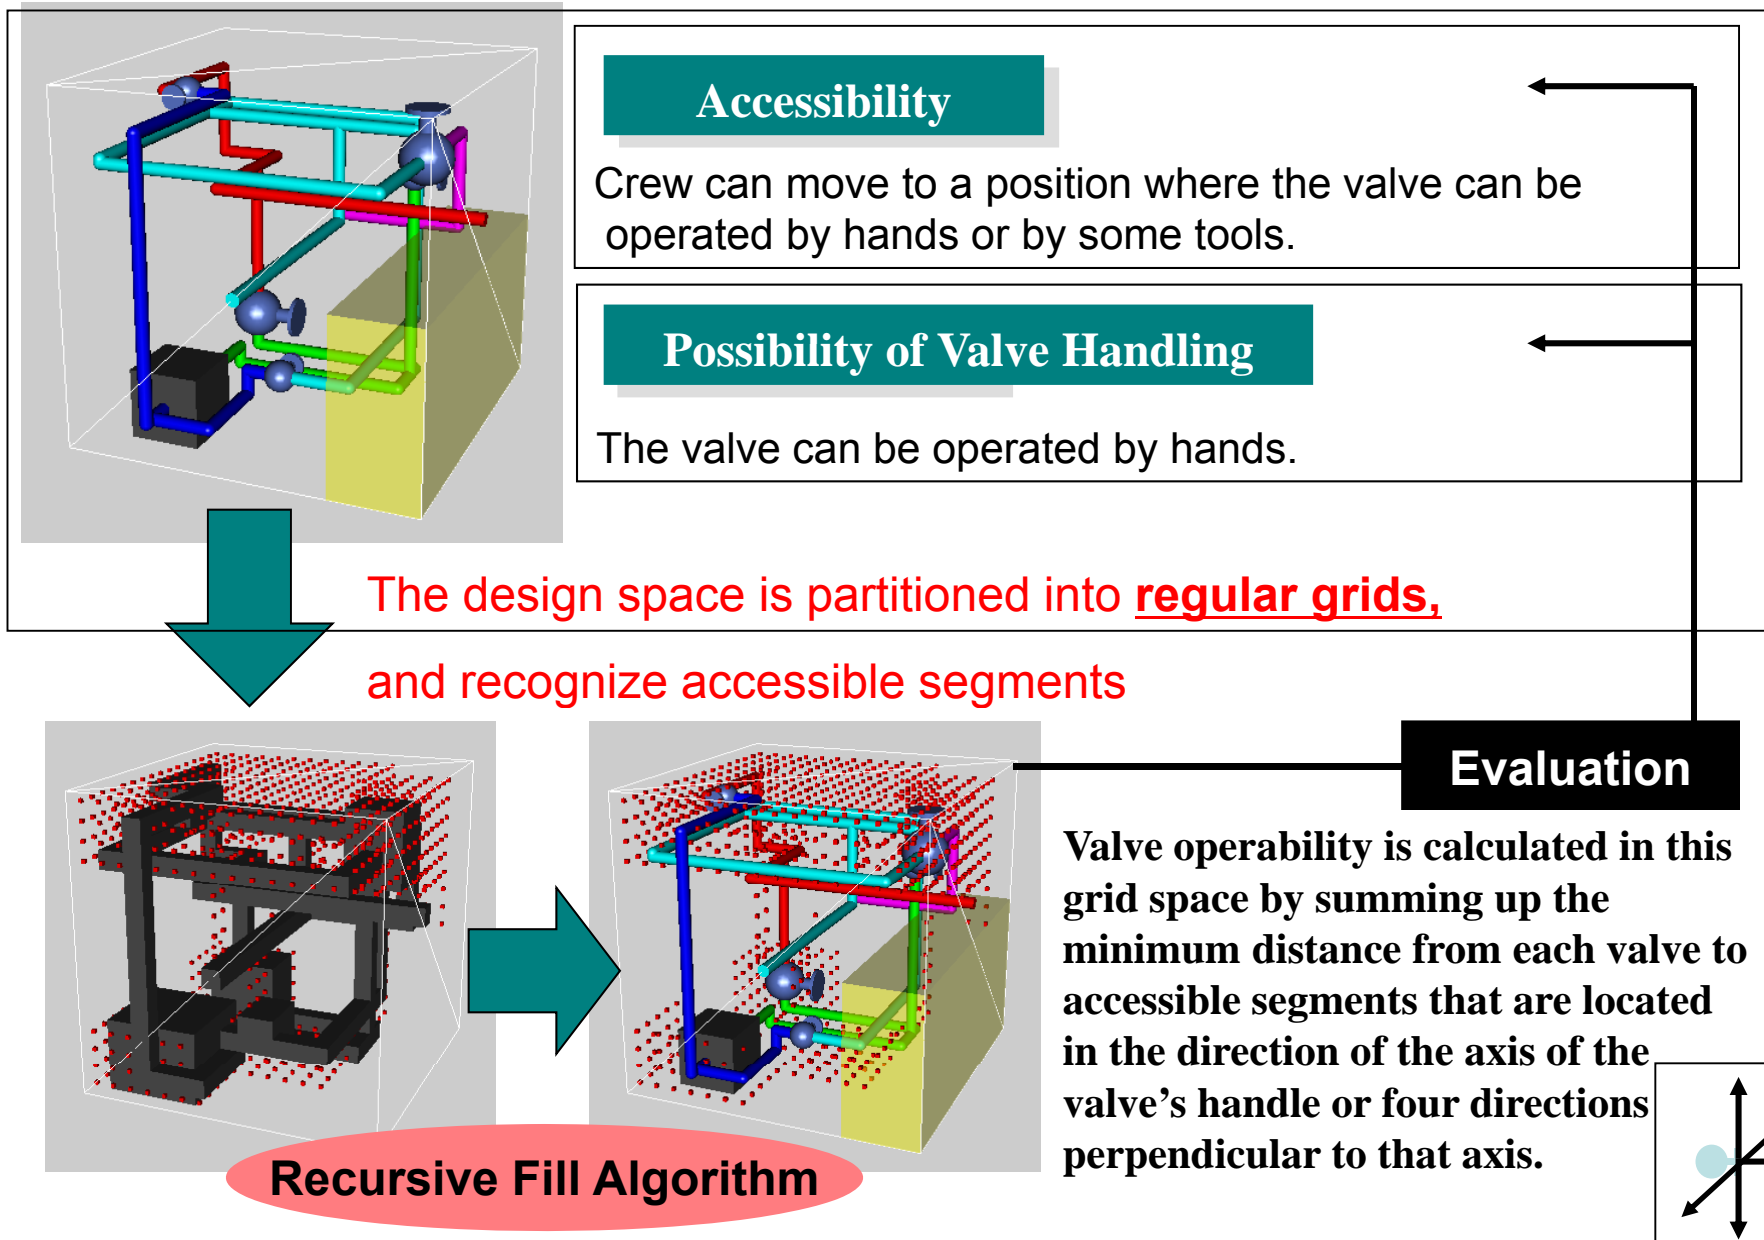 Accessibility
Crew can move to a position where the valve can be
operated by hands or by some tools.
Possibility of Valve Handling
The valve can be operated by hands.
The design space is partitioned into regular grids,
and recognize accessible segments
Evaluation
Valve operability is calculated in this
grid space by summing up the
minimum distance from each valve to
accessible segments that are located
in the direction of the axis of the
valve’s handle or four directions
perpendicular to that axis.
Recursive Fill Algorithm